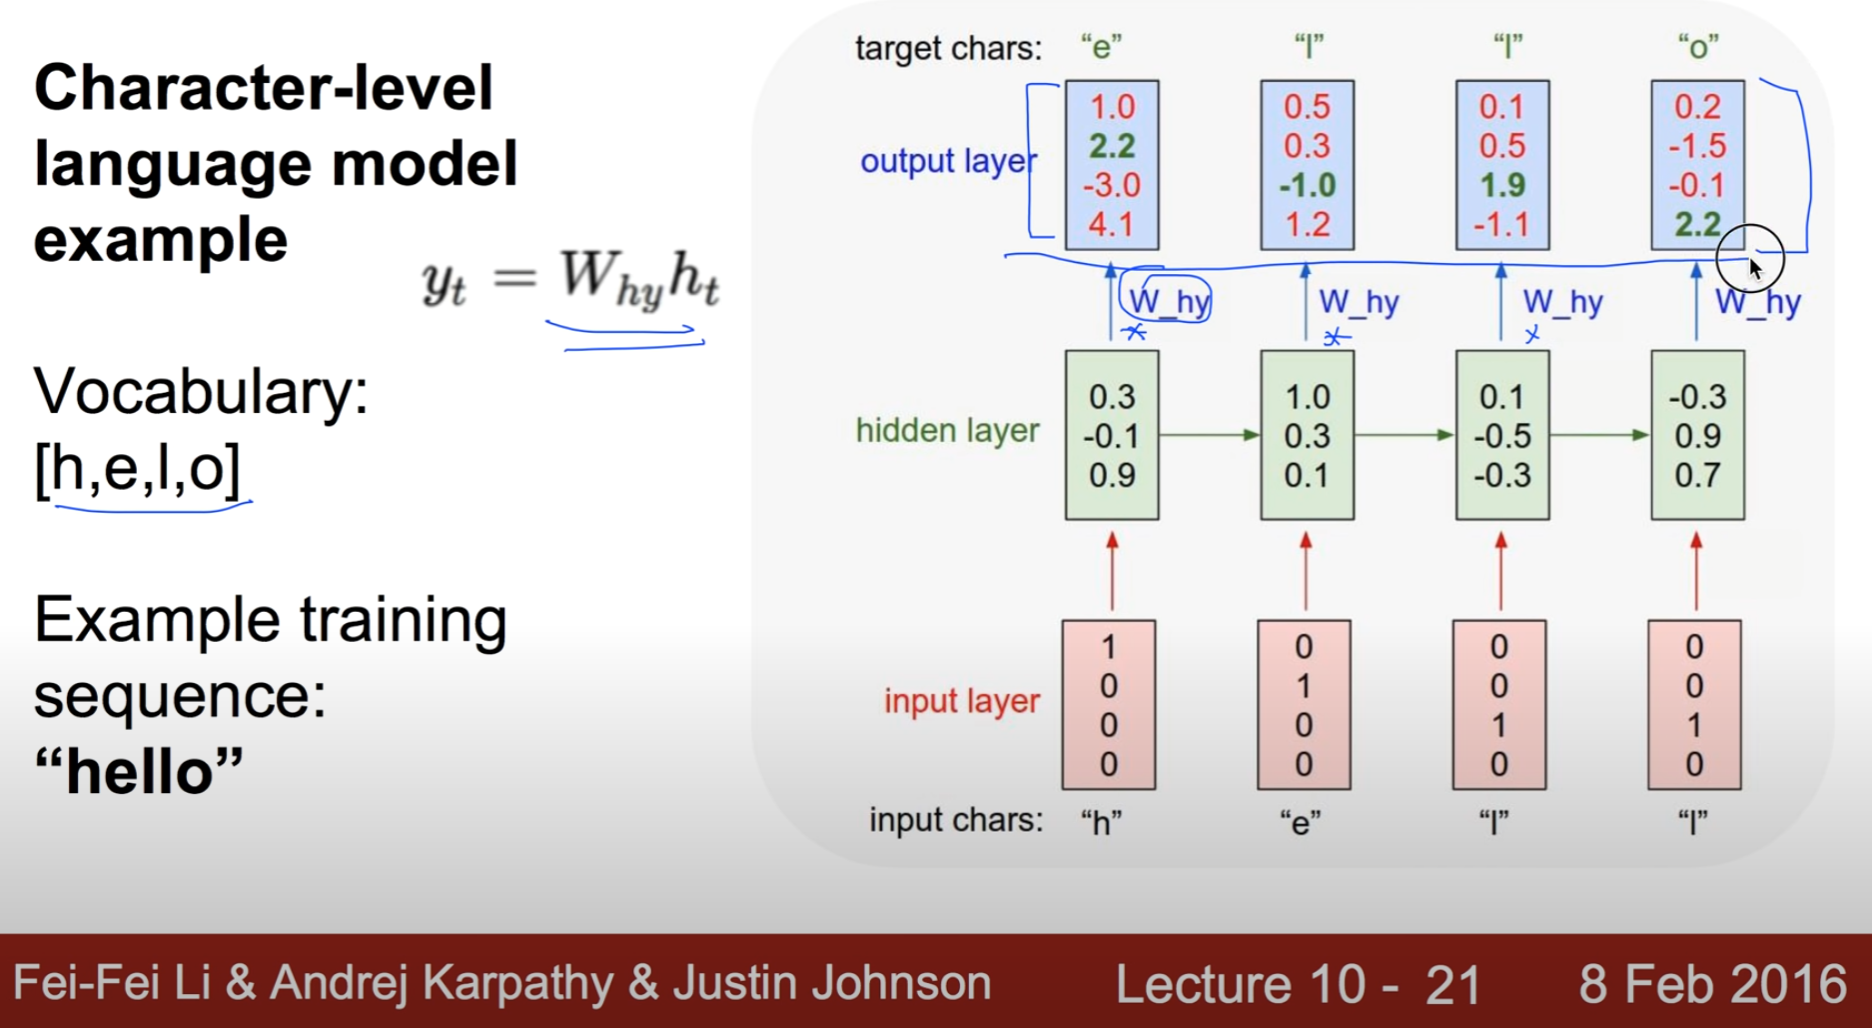 Character-level
language model
example
y_t = W_hy h_t
Vocabulary:
[h,e,l,o]
Example training
sequence:
“hello”
target chars: “e” “l” “l” “o”
output layer
1.0 0.5 0.1 0.2
2.2 0.3 0.5 -1.5
-3.0 -1.0 1.9 -0.1
4.1 1.2 -1.1 2.2
W_hy W_hy W_hy W_hy
hidden layer
0.3 1.0 0.1 -0.3
-0.1 0.3 -0.5 0.9
0.9 0.1 -0.3 0.7
input layer
1 0 0 0
0 1 0 0
0 0 1 1
0 0 0 0
input chars: “h” “e” “l” “l”
Fei-Fei Li & Andrej Karpathy & Justin Johnson Lecture 10 - 21 8 Feb 2016